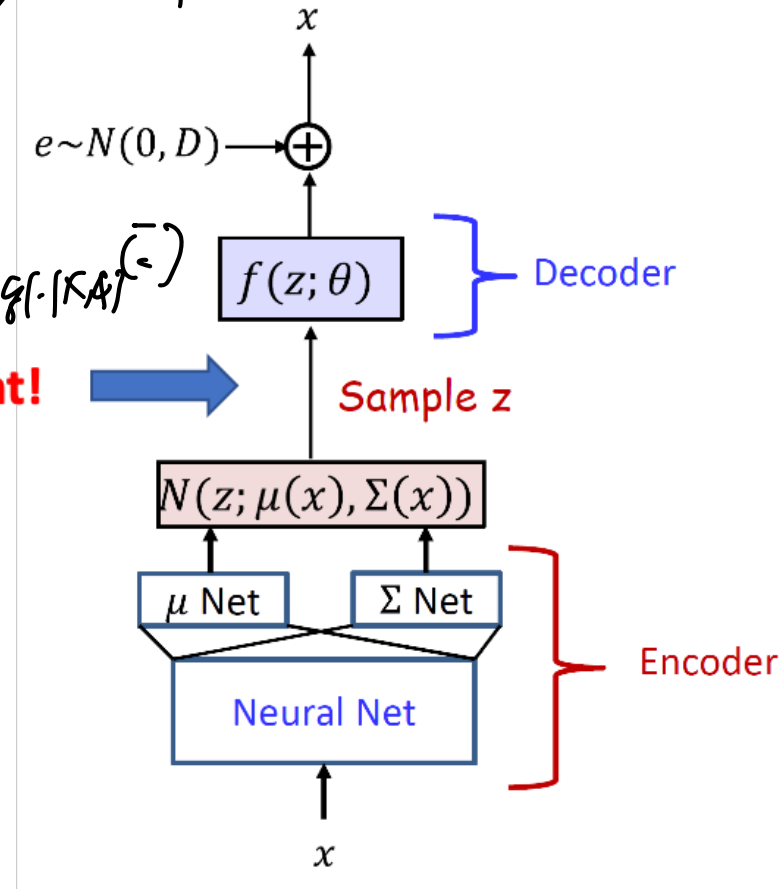 x
e~N(0, D)
+
f(z; θ)
Decoder
nt!
Sample z
N(z; μ(x), Σ(x))
μ Net
Σ Net
Encoder
Neural Net
x